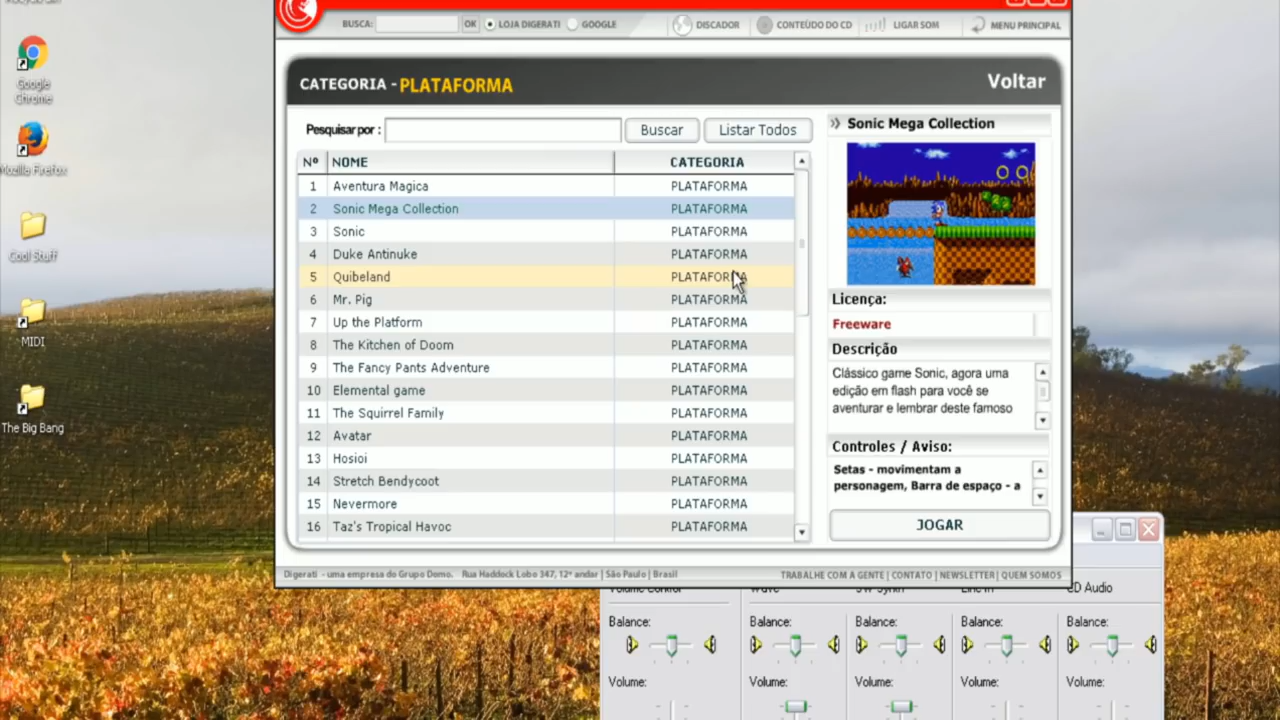 BUSCA:
OK
LOJA DIGERATI
GOOGLE
DISCADOR
CONTEÚDO DO CD
LIGAR SOM
MENU PRINCIPAL
Google
Chrome
Mozilla Firefox
Cool Stuff
MIDI
The Big Bang
CATEGORIA - PLATAFORMA
Voltar
Pesquisar por :
Buscar
Listar Todos
Nº NOME CATEGORIA
1 Aventura Magica PLATAFORMA
2 Sonic Mega Collection PLATAFORMA
3 Sonic PLATAFORMA
4 Duke Antinuke PLATAFORMA
5 Quibeland PLATAFORMA
6 Mr. Pig PLATAFORMA
7 Up the Platform PLATAFORMA
8 The Kitchen of Doom PLATAFORMA
9 The Fancy Pants Adventure PLATAFORMA
10 Elemental game PLATAFORMA
11 The Squirrel Family PLATAFORMA
12 Avatar PLATAFORMA
13 Hosioi PLATAFORMA
14 Stretch Bendycoot PLATAFORMA
15 Nevermore PLATAFORMA
16 Taz's Tropical Havoc PLATAFORMA
Sonic Mega Collection
Licença:
Freeware
Descrição
Clássico game Sonic, agora uma
edição em flash para você se
aventurar e lembrar deste famoso
Controles / Aviso:
Setas - movimentam a
personagem, Barra de espaço - a
JOGAR
Digerati - uma empresa do Grupo Domo. Rua Haddock Lobo 347, 12º andar | São Paulo | Brasil
TRABALHE COM A GENTE | CONTATO | NEWSLETTER | QUEM SOMOS
Volume Control Wave SW Synth Line In CD Audio
Balance: Balance: Balance: Balance: Balance:
Volume: Volume: Volume: Volume: Volume: